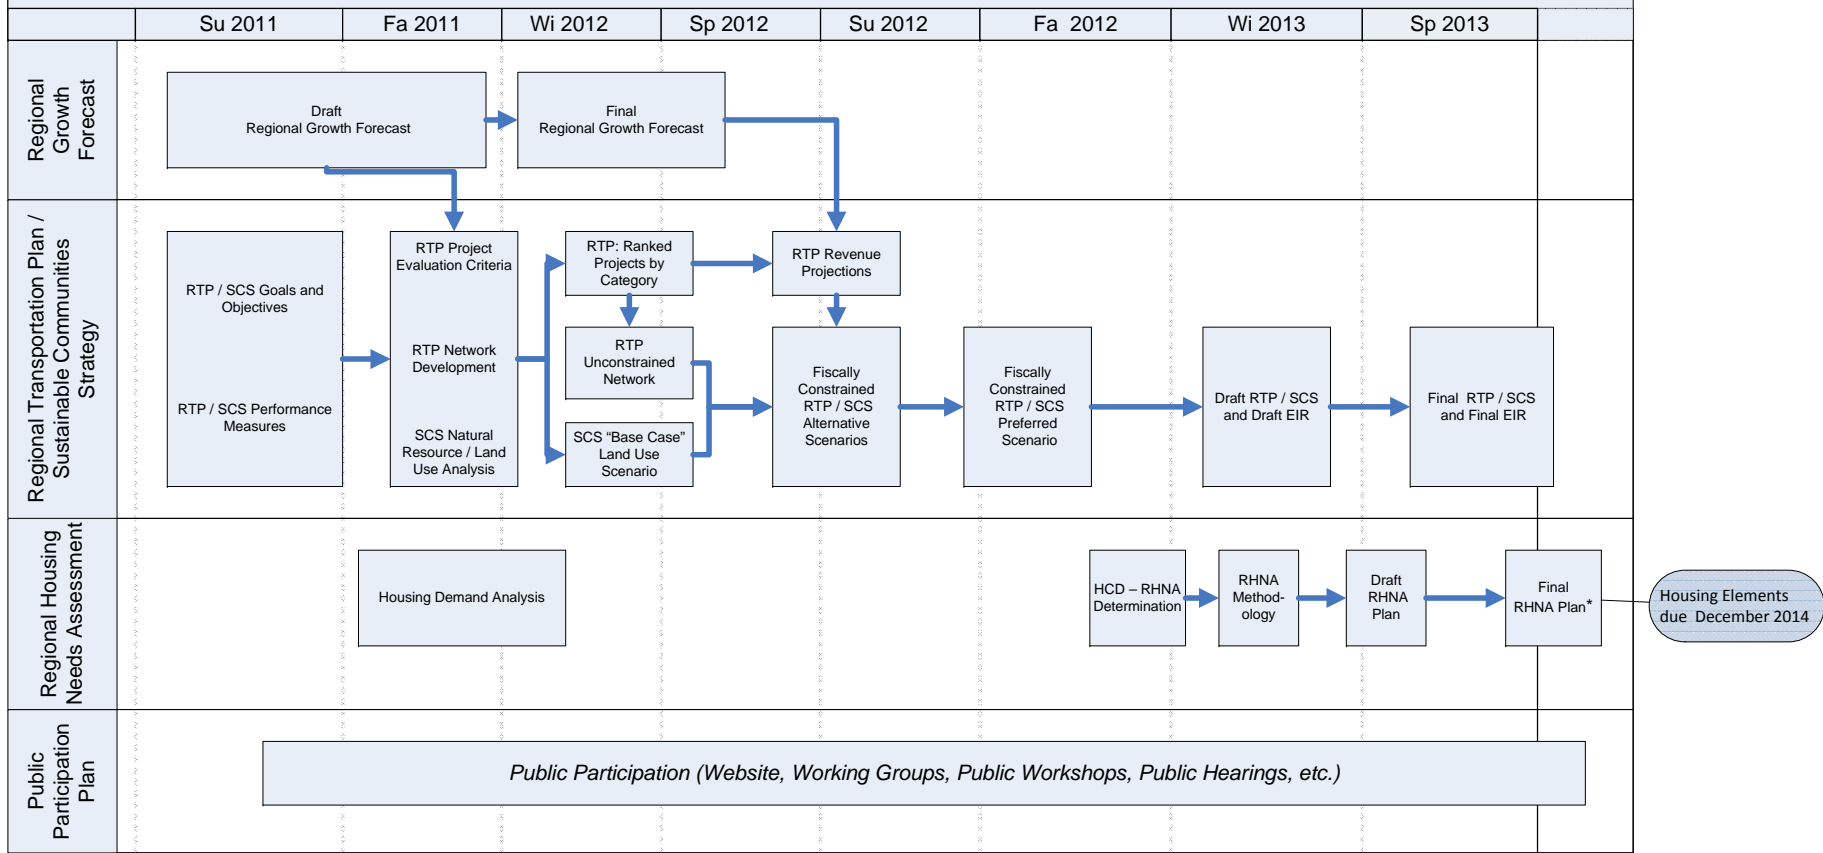 Su 2011
Fa 2011
Wi 2012
Sp 2012
Su 2012
Fa 2012
Wi 2013
Sp 2013
Regional
Growth
Forecast
Draft
Regional Growth Forecast
Final
Regional Growth Forecast
Regional Transportation Plan /
Sustainable Communities
Strategy
RTP / SCS Goals and
Objectives
RTP / SCS Performance
Measures
RTP Project
Evaluation Criteria
RTP Network
Development
SCS Natural
Resource / Land
Use Analysis
RTP: Ranked
Projects by
Category
RTP
Unconstrained
Network
SCS “Base Case”
Land Use
Scenario
RTP Revenue
Projections
Fiscally
Constrained
RTP / SCS
Alternative
Scenarios
Fiscally
Constrained
RTP / SCS
Preferred
Scenario
Draft RTP / SCS
and Draft EIR
Final RTP / SCS
and Final EIR
Regional Housing
Needs Assessment
Housing Demand Analysis
HCD – RHNA
Determination
RHNA
Method-
ology
Draft
RHNA
Plan
Final
RHNA Plan*
Housing Elements
due December 2014
Public
Participation
Plan
Public Participation (Website, Working Groups, Public Workshops, Public Hearings, etc.)